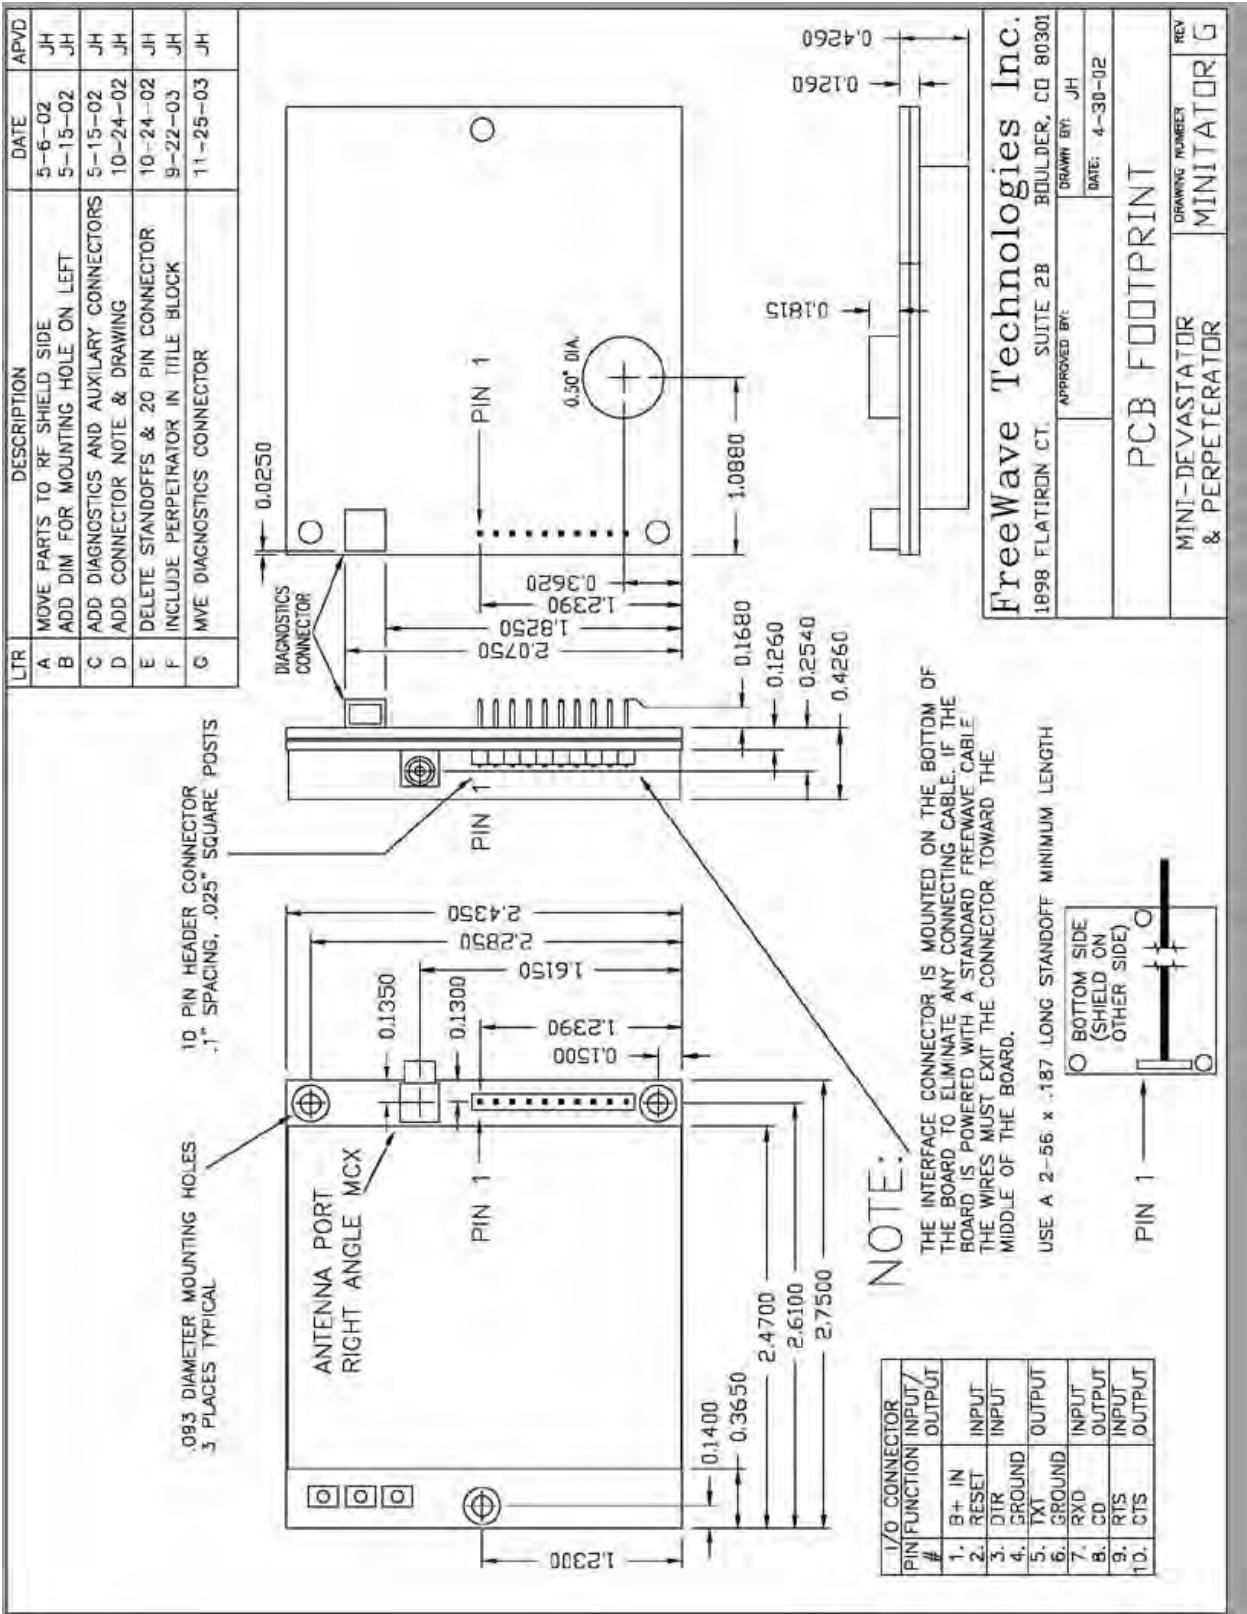 LTR DESCRIPTION DATE APVD
A MOVE PARTS TO RF SHIELD SIDE 5-6-02 JH
B ADD DIM FOR MOUNTING HOLE ON LEFT 5-15-02 JH
C ADD DIAGNOSTICS AND AUXILARY CONNECTORS 5-15-02 JH
D ADD CONNECTOR NOTE & DRAWING 10-24-02 JH
E DELETE STANDOFFS & 20 PIN CONNECTOR 10-24-02 JH
F INCLUDE PERPETRATOR IN TITLE BLOCK 9-22-03 JH
G MVE DIAGNOSTICS CONNECTOR 11-25-03 JH
.093 DIAMETER MOUNTING HOLES
3 PLACES TYPICAL
10 PIN HEADER CONNECTOR
.1" SPACING, .025" SQUARE POSTS
DIAGNOSTICS
CONNECTOR
0.0250
ANTENNA PORT
RIGHT ANGLE MCX
PIN 1
0.1350
0.1300
2.4350
2.2850
1.6150
1.2390
0.1500
1.2300
0.1400
0.3650
2.4700
2.6100
2.7500
PIN 1
2.0750
1.8250
1.2390
0.3620
0.1680
0.1260
0.2540
0.4260
PIN 1
0.50" DIA.
1.0880
0.1815
0.1260
0.4260
NOTE:
THE INTERFACE CONNECTOR IS MOUNTED ON THE BOTTOM OF
THE BOARD TO ELIMINATE ANY CONNECTING CABLE. IF THE
BOARD IS POWERED WITH A STANDARD FREEWAVE CABLE
THE WIRES MUST EXIT THE CONNECTOR TOWARD THE
MIDDLE OF THE BOARD.
USE A 2-56 x .187 LONG STANDOFF MINIMUM LENGTH
BOTTOM SIDE
(SHIELD ON
OTHER SIDE)
PIN 1
I/O CONNECTOR
PIN # FUNCTION INPUT/OUTPUT
1. B+ IN
2. RESET INPUT
3. DTR INPUT
4. GROUND
5. TXT OUTPUT
6. GROUND
7. RXD INPUT
8. CD OUTPUT
9. RTS INPUT
10. CTS OUTPUT
FreeWave Technologies Inc.
1898 FLATIRON CT. SUITE 2B BOULDER, CO 80301
APPROVED BY: DRAWN BY: JH
DATE: 4-30-02
PCB FOOTPRINT
MINI-DEVASTATOR
& PERPETERATOR
DRAWING NUMBER
MINITATOR
REV
G